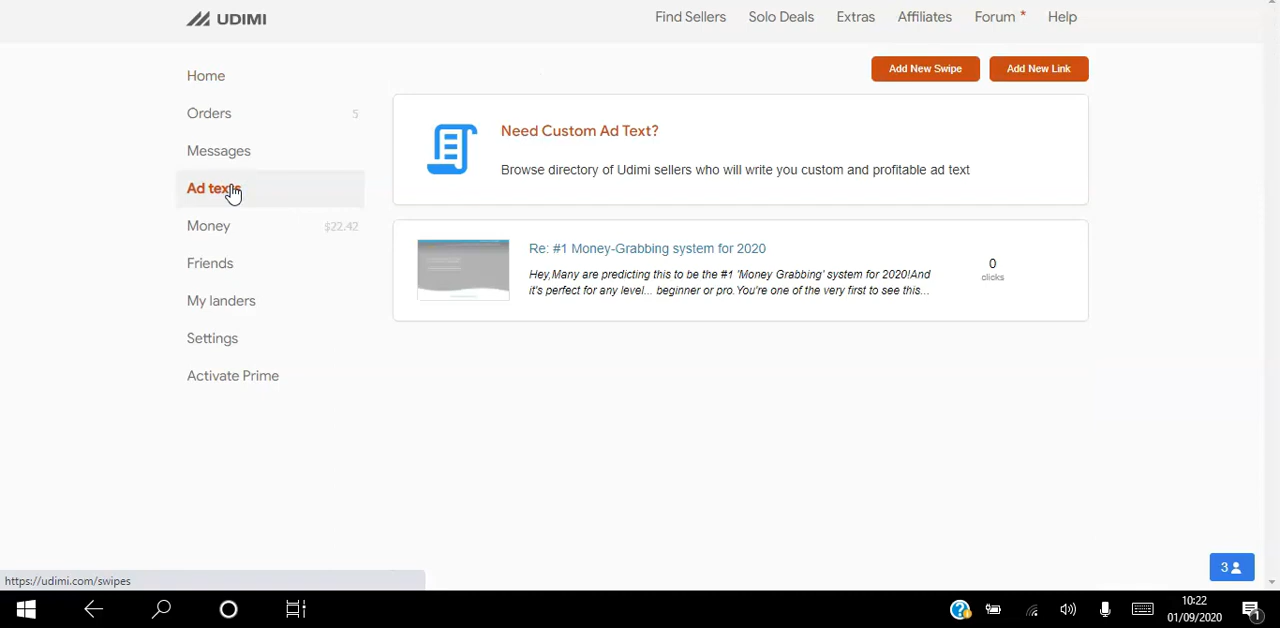 UDIMI
Find Sellers
Solo Deals
Extras
Affiliates
Forum *
Help
Home
Orders 5
Messages
Ad texts
Money $22.42
Friends
My landers
Settings
Activate Prime
Add New Swipe
Add New Link
Need Custom Ad Text?
Browse directory of Udimi sellers who will write you custom and profitable ad text
Re: #1 Money-Grabbing system for 2020
Hey,Many are predicting this to be the #1 'Money Grabbing' system for 2020!And
it's perfect for any level... beginner or pro.You're one of the very first to see this...
0
clicks
3
https://udimi.com/swipes
10:22
01/09/2020
1